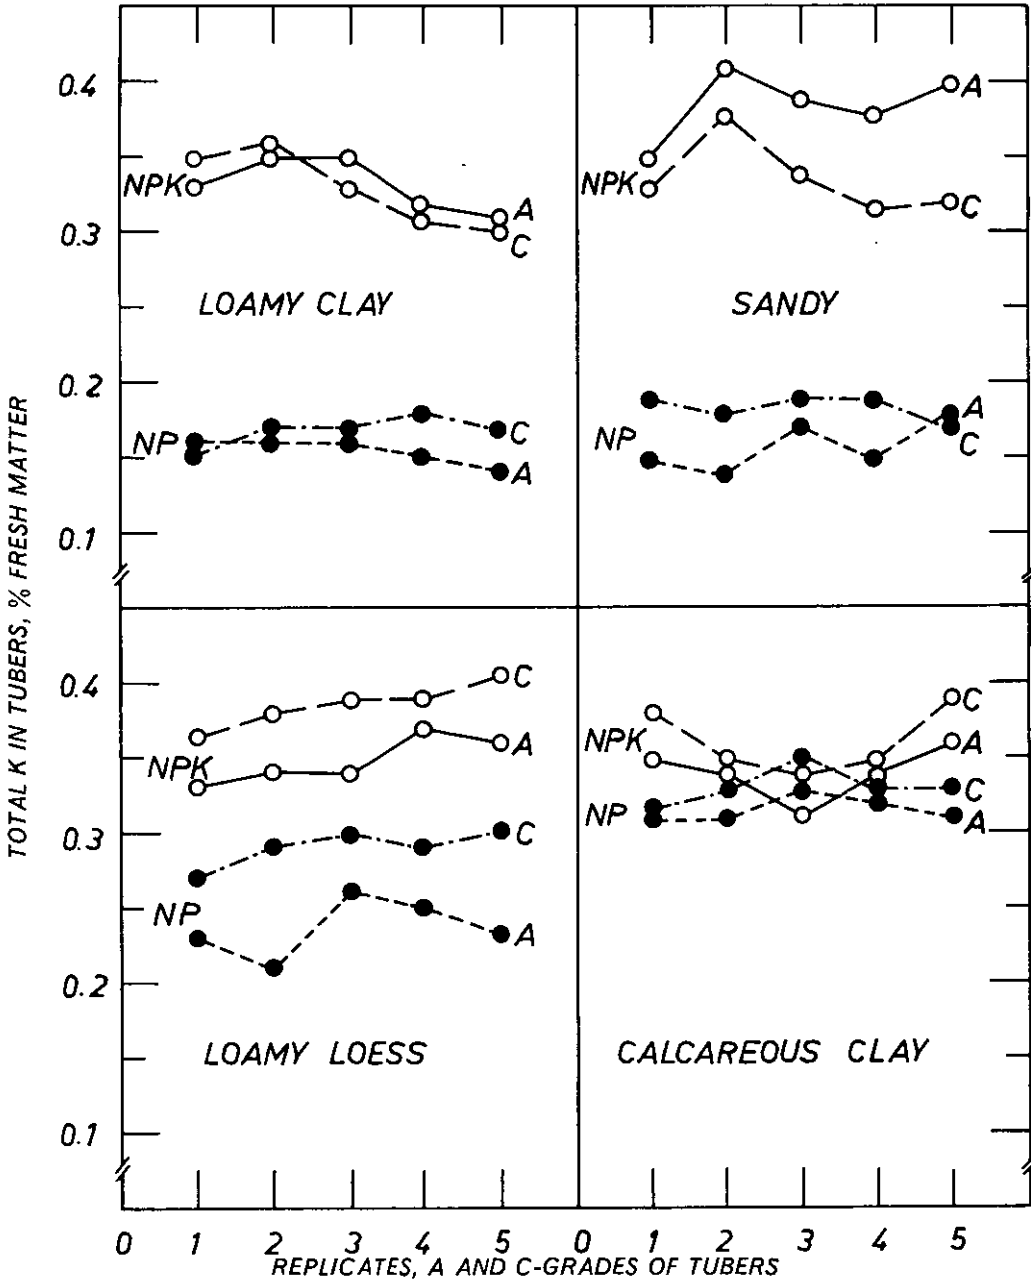 TOTAL K IN TUBERS, % FRESH MATTER
0.4
0.3
0.2
0.1
NPK
A
C
LOAMY CLAY
NP
C
A
NPK
A
C
SANDY
NP
A
C
0.4
0.3
0.2
0.1
C
NPK
A
C
NP
A
LOAMY LOESS
C
NPK
A
C
NP
A
CALCAREOUS CLAY
0 1 2 3 4 5 0 1 2 3 4 5
REPLICATES, A AND C-GRADES OF TUBERS